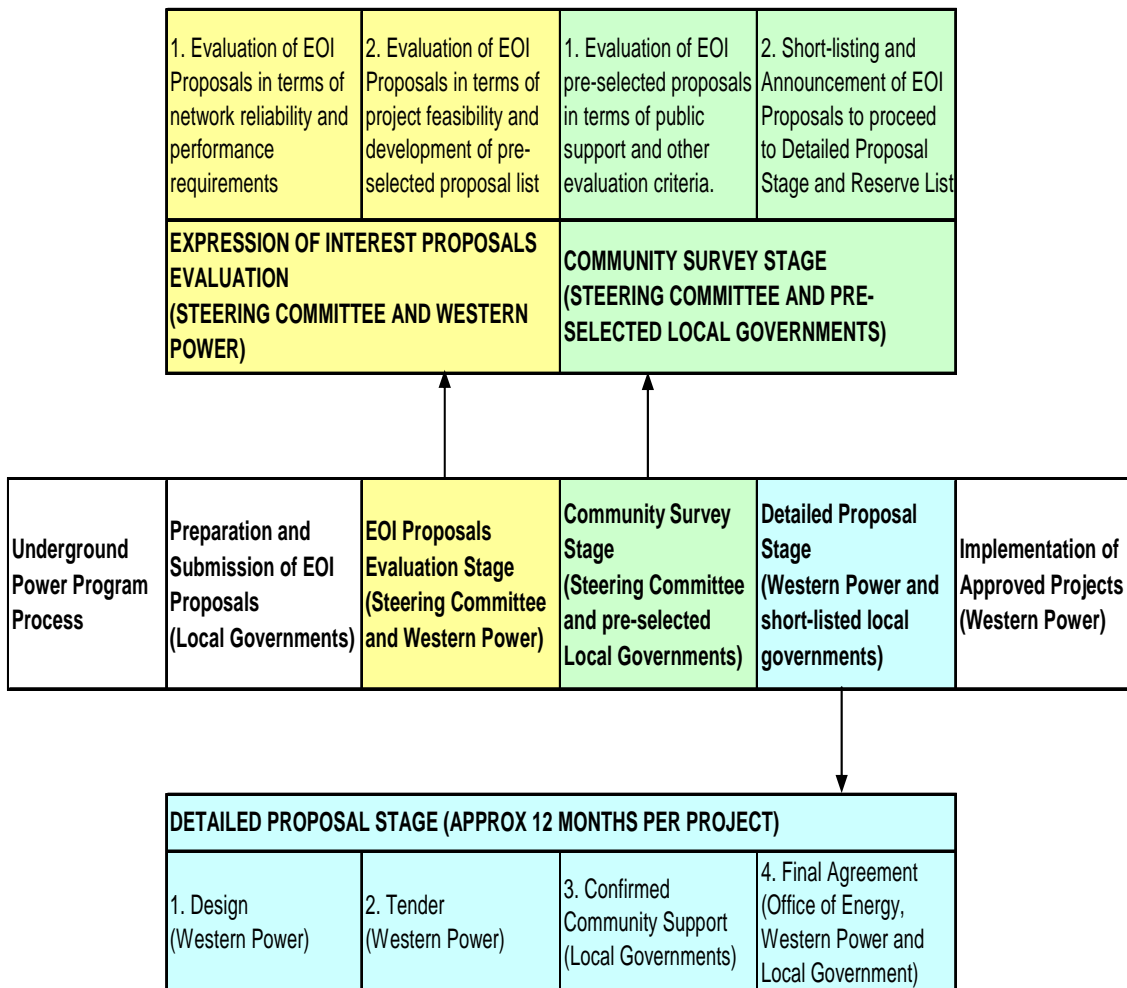 1. Evaluation of EOI
Proposals in terms of
network reliability and
performance
requirements
2. Evaluation of EOI
Proposals in terms of
project feasibility and
development of pre-
selected proposal list
1. Evaluation of EOI
pre-selected proposals
in terms of public
support and other
evaluation criteria.
2. Short-listing and
Announcement of EOI
Proposals to proceed
to Detailed Proposal
Stage and Reserve List
EXPRESSION OF INTEREST PROPOSALS
EVALUATION
(STEERING COMMITTEE AND WESTERN
POWER)
COMMUNITY SURVEY STAGE
(STEERING COMMITTEE AND PRE-
SELECTED LOCAL GOVERNMENTS)
Underground
Power Program
Process
Preparation and
Submission of EOI
Proposals
(Local Governments)
EOI Proposals
Evaluation Stage
(Steering Committee
and Western Power)
Community Survey
Stage
(Steering Committee
and pre-selected
Local Governments)
Detailed Proposal
Stage
(Western Power and
short-listed local
governments)
Implementation of
Approved Projects
(Western Power)
DETAILED PROPOSAL STAGE (APPROX 12 MONTHS PER PROJECT)
1. Design
(Western Power)
2. Tender
(Western Power)
3. Confirmed
Community Support
(Local Governments)
4. Final Agreement
(Office of Energy,
Western Power and
Local Government)